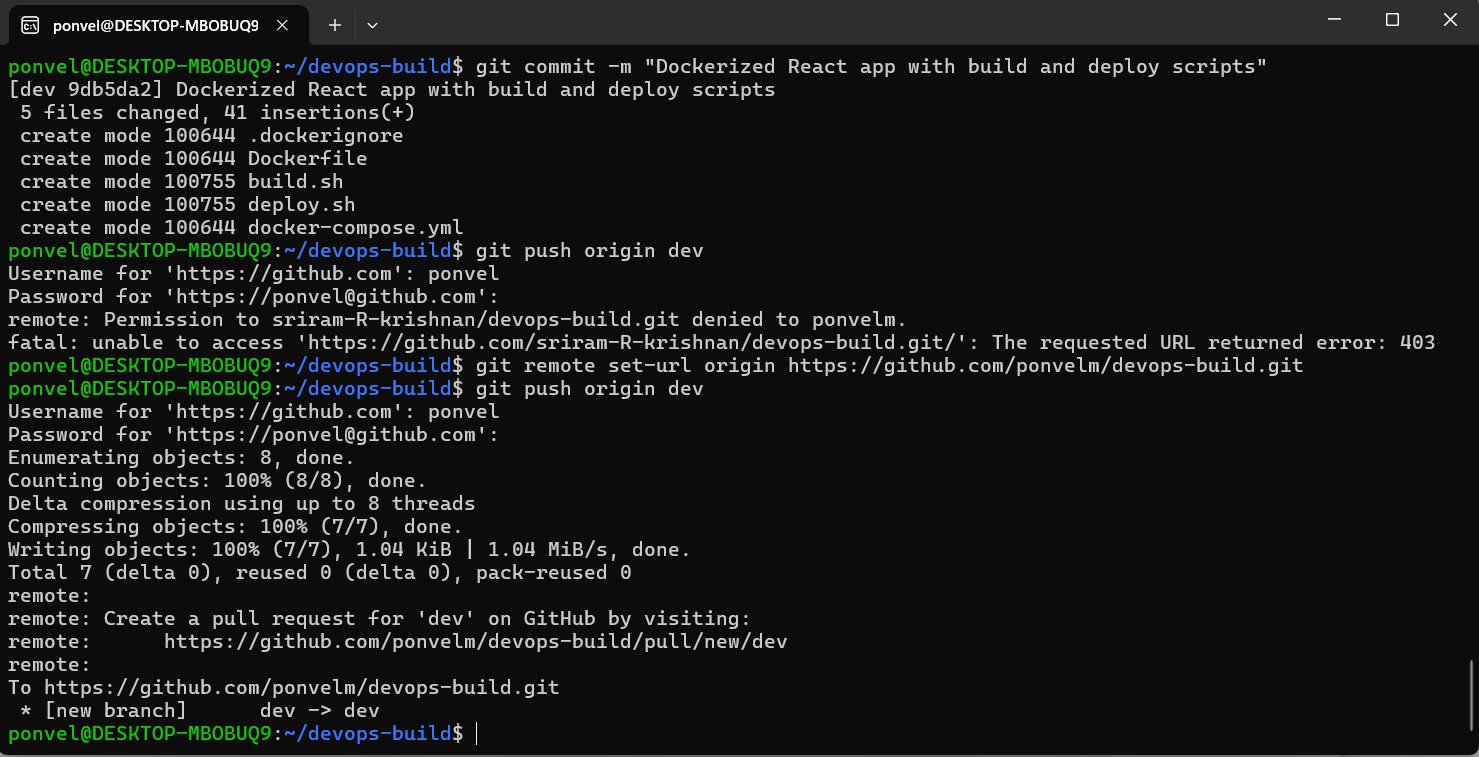 ponvel@DESKTOP-MBOBUQ9
ponvel@DESKTOP-MBOBUQ9:~/devops-build$ git commit -m "Dockerized React app with build and deploy scripts"
[dev 9db5da2] Dockerized React app with build and deploy scripts
 5 files changed, 41 insertions(+)
 create mode 100644 .dockerignore
 create mode 100644 Dockerfile
 create mode 100755 build.sh
 create mode 100755 deploy.sh
 create mode 100644 docker-compose.yml
ponvel@DESKTOP-MBOBUQ9:~/devops-build$ git push origin dev
Username for 'https://github.com': ponvel
Password for 'https://ponvel@github.com':
remote: Permission to sriram-R-krishnan/devops-build.git denied to ponvelm.
fatal: unable to access 'https://github.com/sriram-R-krishnan/devops-build.git/': The requested URL returned error: 403
ponvel@DESKTOP-MBOBUQ9:~/devops-build$ git remote set-url origin https://github.com/ponvelm/devops-build.git
ponvel@DESKTOP-MBOBUQ9:~/devops-build$ git push origin dev
Username for 'https://github.com': ponvel
Password for 'https://ponvel@github.com':
Enumerating objects: 8, done.
Counting objects: 100% (8/8), done.
Delta compression using up to 8 threads
Compressing objects: 100% (7/7), done.
Writing objects: 100% (7/7), 1.04 KiB | 1.04 MiB/s, done.
Total 7 (delta 0), reused 0 (delta 0), pack-reused 0
remote:
remote: Create a pull request for 'dev' on GitHub by visiting:
remote:      https://github.com/ponvelm/devops-build/pull/new/dev
remote:
To https://github.com/ponvelm/devops-build.git
 * [new branch]      dev -> dev
ponvel@DESKTOP-MBOBUQ9:~/devops-build$